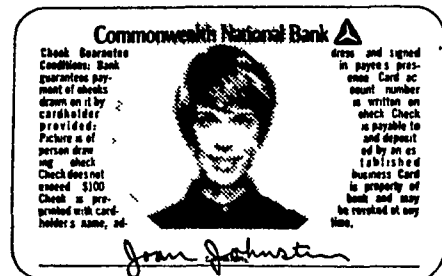 Commonwealth National Bank
Check Guarantee
Conditions: Bank
guarantees pay-
ment of checks
drawn on it by
cardholder
provided:
Picture is of
person draw
ing check
Check does not
exceed $100
Check is pre-
printed with card-
holder's name, ad-
dress and signed
in payee's pres-
ence Card ac
count number
is written on
check Check
is payable to
and deposit
ed by an es
tablished
business Card
is property of
bank and may
be revoked at any
time.
Joan Johnston